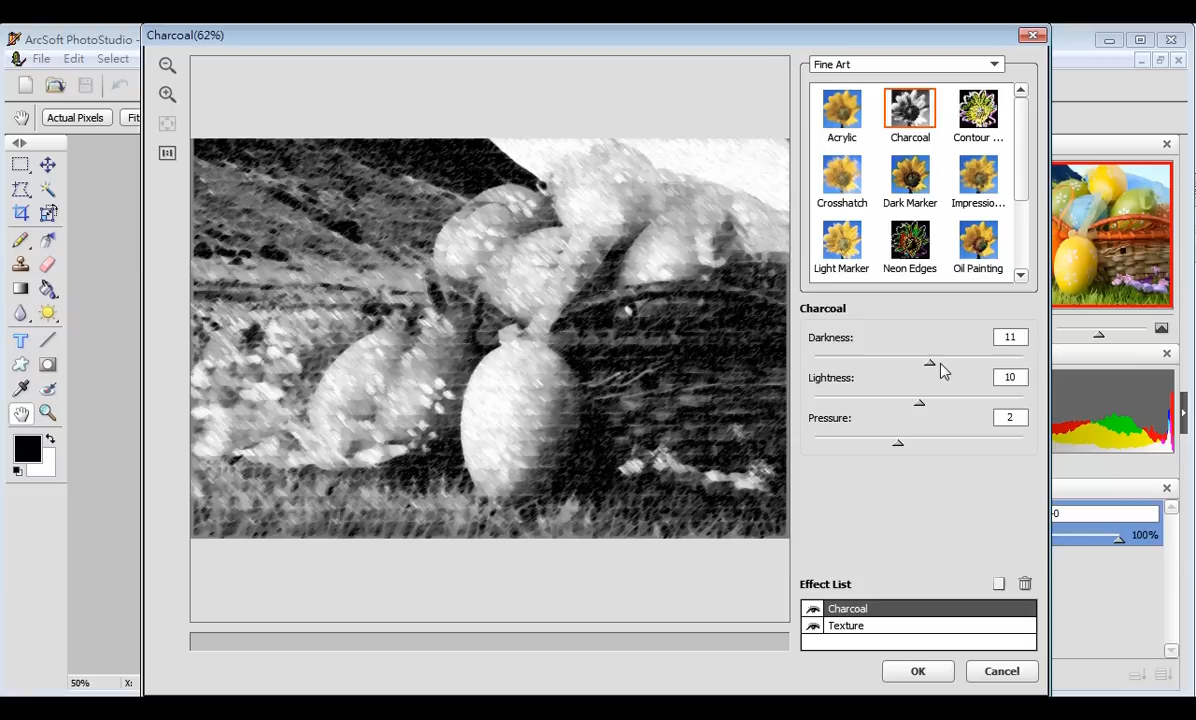 ArcSoft PhotoStudio -
Charcoal(62%)
File Edit Select
Actual Pixels
Fit
Fine Art
Acrylic
Charcoal
Contour ...
Crosshatch
Dark Marker
Impressio...
Light Marker
Neon Edges
Oil Painting
Charcoal
Darkness: 11
Lightness: 10
Pressure: 2
100%
Effect List
Charcoal
Texture
OK
Cancel
50%
X: